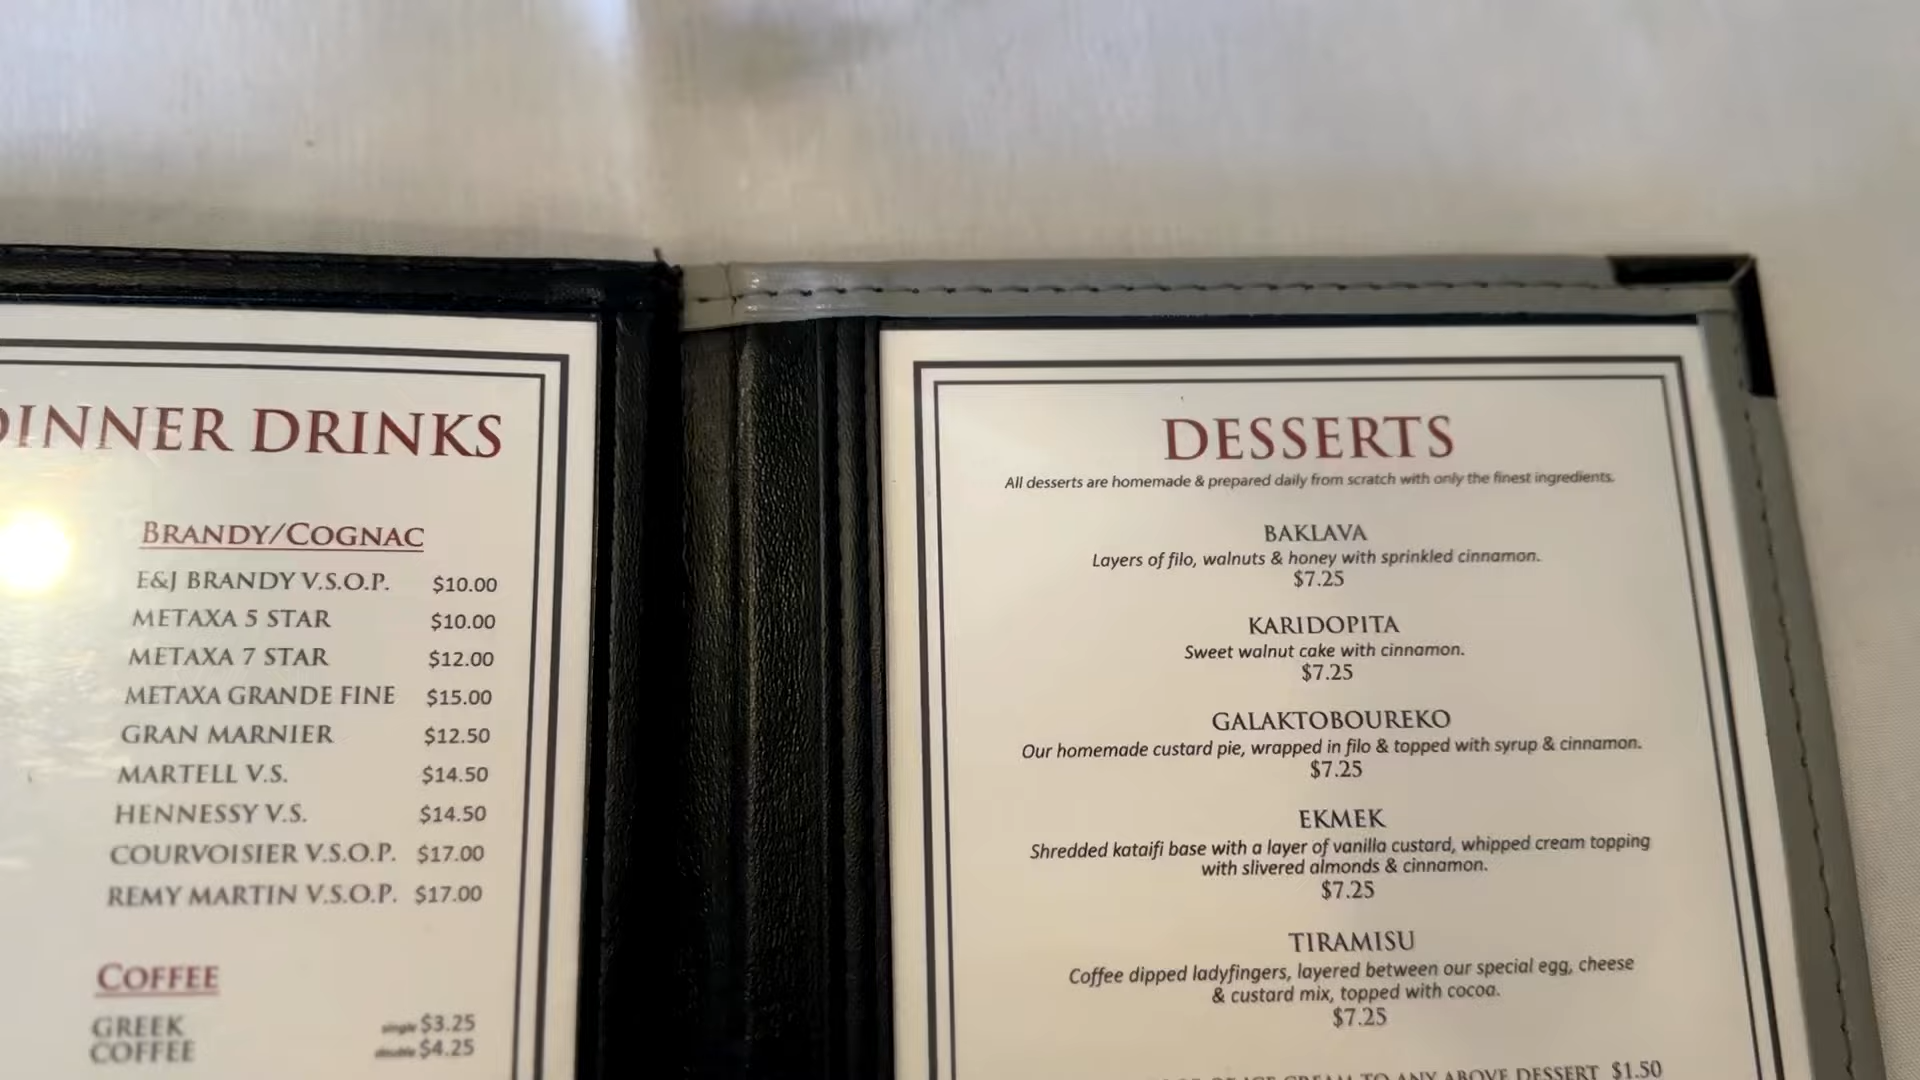 DINNER DRINKS
BRANDY/COGNAC
E&J BRANDY V.S.O.P. $10.00
METAXA 5 STAR $10.00
METAXA 7 STAR $12.00
METAXA GRANDE FINE $15.00
GRAN MARNIER $12.50
MARTELL V.S. $14.50
HENNESSY V.S. $14.50
COURVOISIER V.S.O.P. $17.00
REMY MARTIN V.S.O.P. $17.00
COFFEE
GREEK single $3.25
COFFEE double $4.25
DESSERTS
All desserts are homemade & prepared daily from scratch with only the finest ingredients.
BAKLAVA
Layers of filo, walnuts & honey with sprinkled cinnamon.
$7.25
KARIDOPITA
Sweet walnut cake with cinnamon.
$7.25
GALAKTOBOUREKO
Our homemade custard pie, wrapped in filo & topped with syrup & cinnamon.
$7.25
EKMEK
Shredded kataifi base with a layer of vanilla custard, whipped cream topping
with slivered almonds & cinnamon.
$7.25
TIRAMISU
Coffee dipped ladyfingers, layered between our special egg, cheese
& custard mix, topped with cocoa.
$7.25
ICE CREAM TO ANY ABOVE DESSERT $1.50